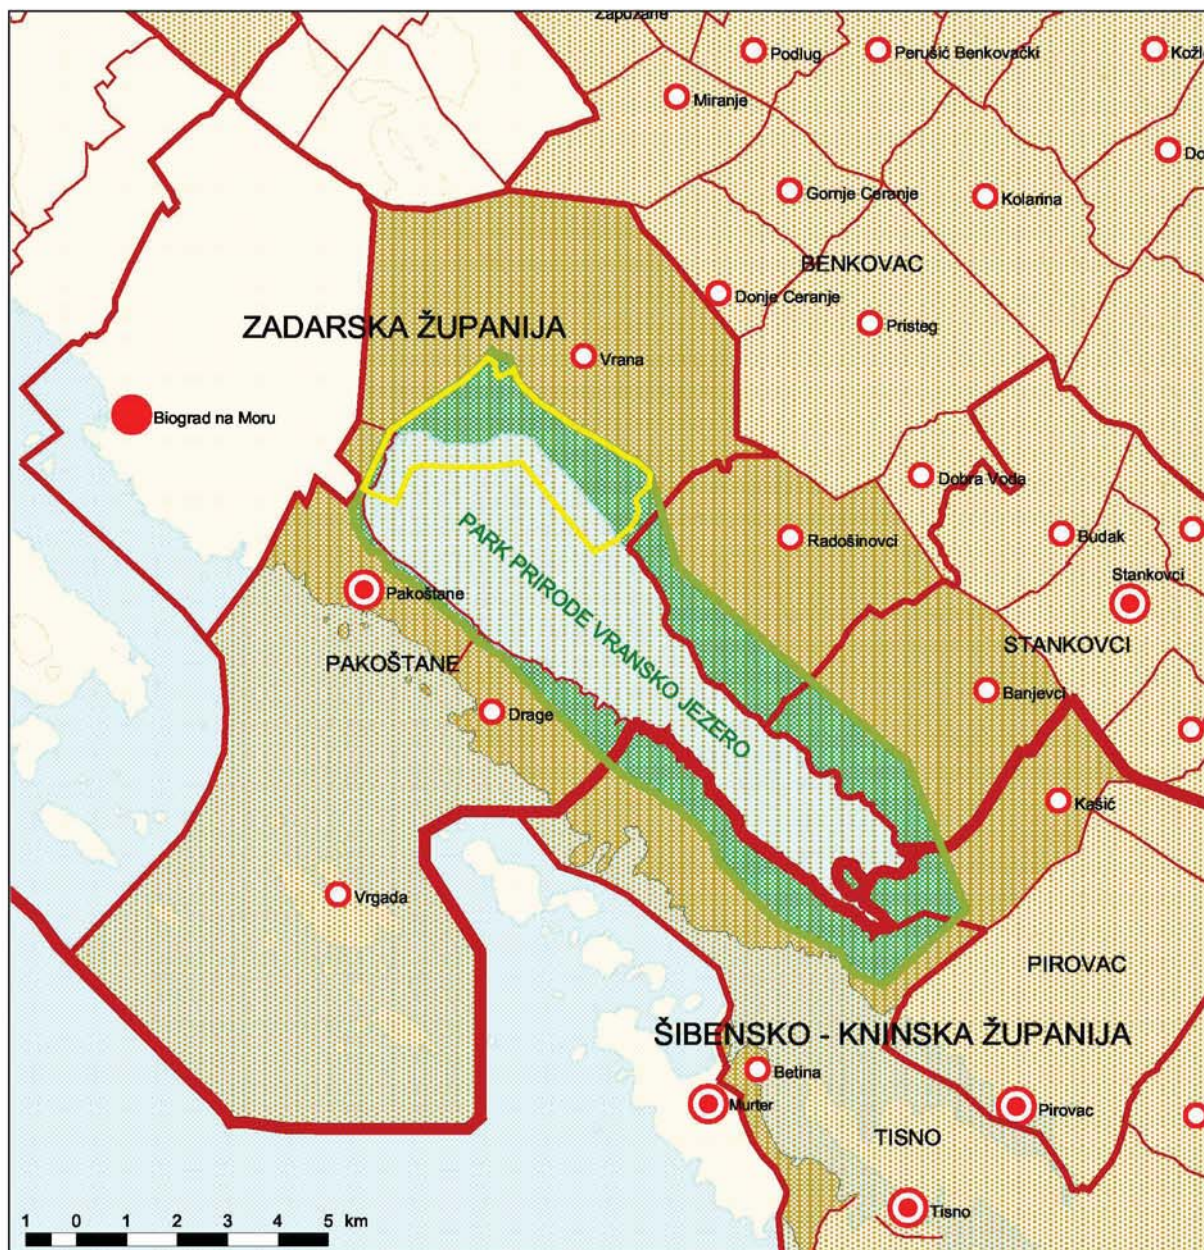 Zapužane
Podlug
Perušić Benkovački
Miranje
Gornje Ceranje
Kolarina
BENKOVAC
Donje Ceranje
Pristeg
ZADARSKA ŽUPANIJA
Vrana
Biograd na Moru
Dobra Voda
Radošinovci
Budak
Stankovci
Pakoštane
PARK PRIRODE VRANSKO JEZERO
STANKOVCI
PAKOŠTANE
Banjevci
Drage
Kašić
Vrgada
PIROVAC
ŠIBENSKO - KNINSKA ŽUPANIJA
Betina
Murter
Pirovac
TISNO
Tisno
1 0 1 2 3 4 5 km